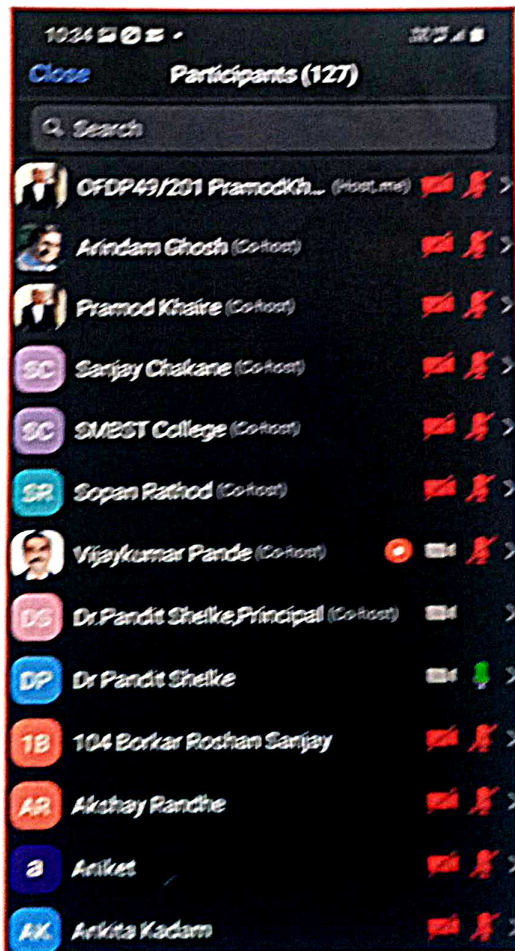 10:34
Close Participants (127)
Search
OFDP49/201 PramodKh... (Host, me)
Arindam Ghosh (Co-host)
Pramod Khaire (Co-host)
SC Sanjay Chakane (Co-host)
SC SMBST College (Co-host)
SR Sopan Rathod (Co-host)
Vijaykumar Pande (Co-host)
DS Dr.Pandit Shelke,Principal (Co-host)
DP Dr Pandit Shelke
1B 104 Borkar Roshan Sanjay
AR Akshay Randhe
a Aniket
AK Ankita Kadam